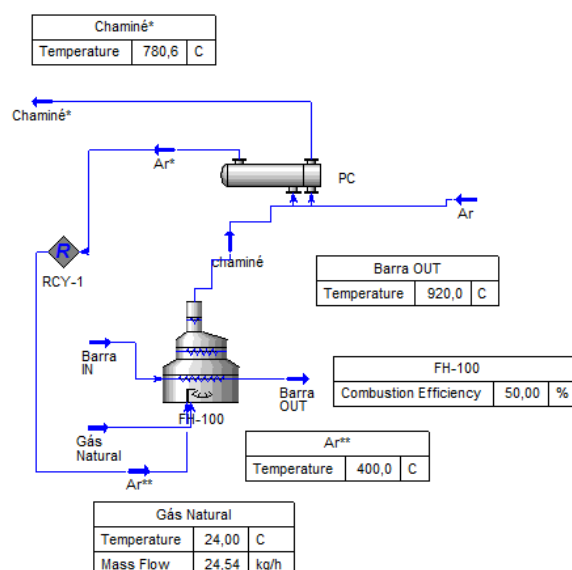 Chaminé*
Temperature 780,6 C
Chaminé*
Ar*
PC
Ar
R
RCY-1
chaminé
Barra OUT
Temperature 920,0 C
Barra
IN
FH-100
Combustion Efficiency 50,00 %
Barra
OUT
FH-100
Gás
Natural
Ar**
Ar**
Temperature 400,0 C
Gás Natural
Temperature 24,00 C
Mass Flow 24,54 kg/h